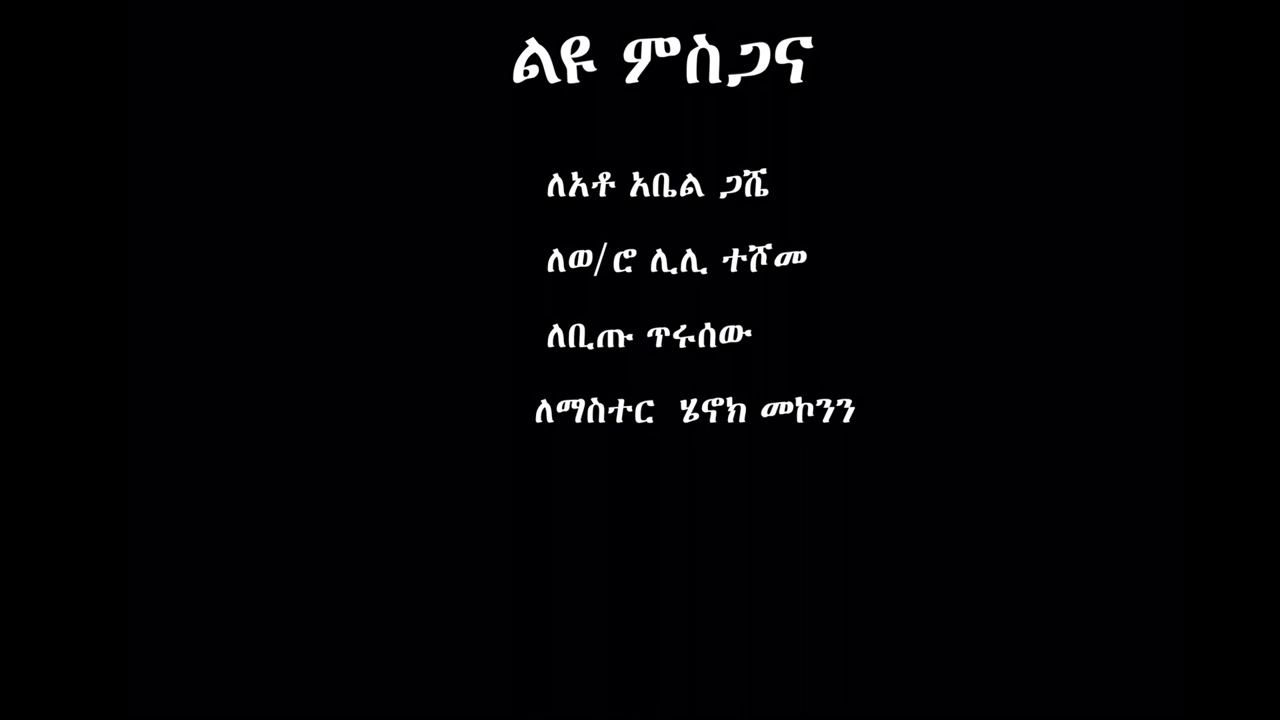 ልዩ ምስጋና
ለአቶ አቤል ጋሼ
ለወ/ሮ ሊሊ ተሾመ
ለቢጡ ጥሩሰው
ለማስተር ሄኖክ መኮንን